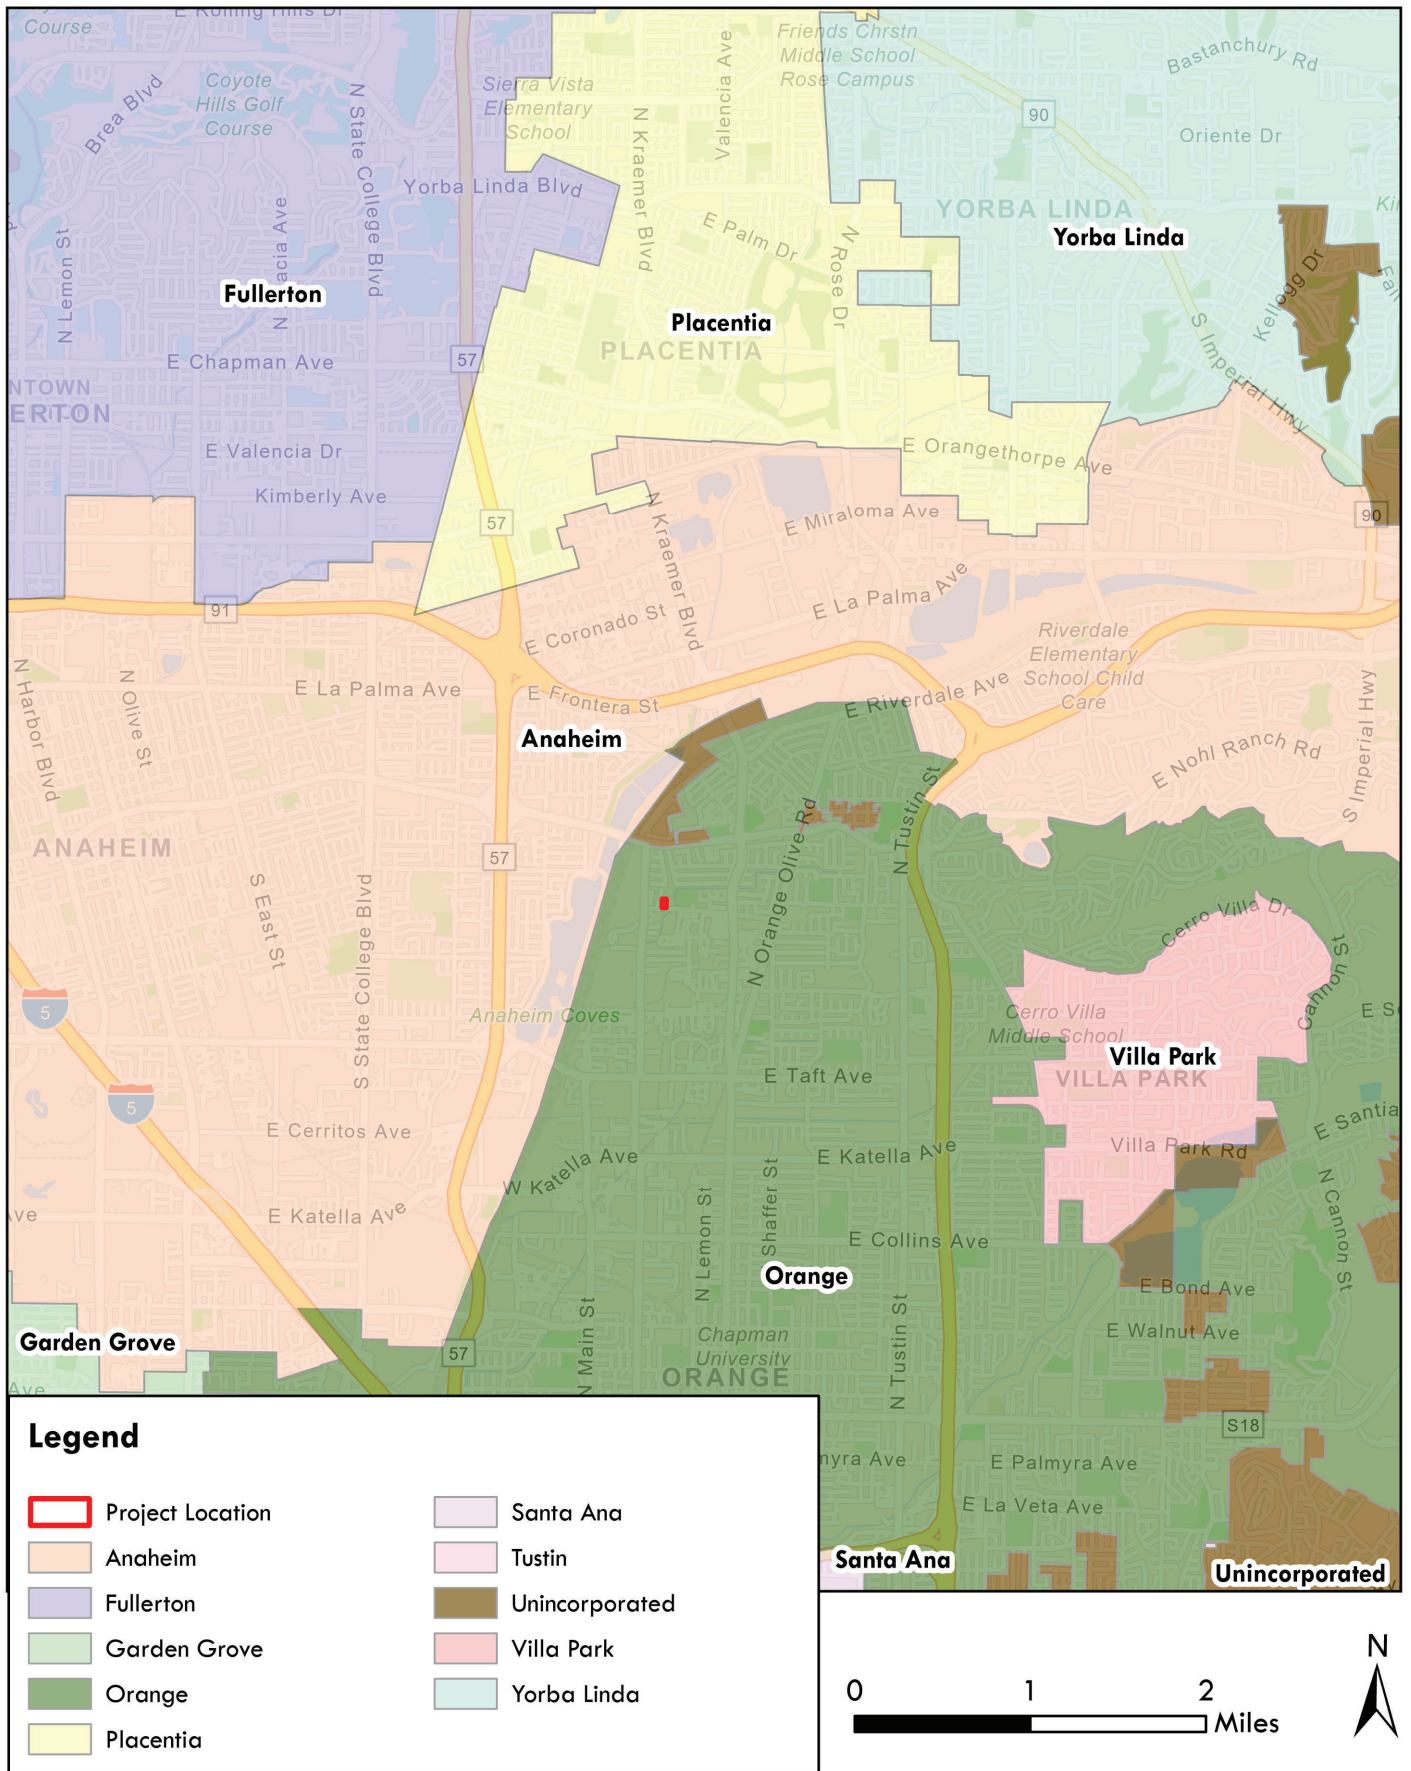 E Rolling Hills Dr
Course
Friends Chrstn
Middle School
Rose Campus
Bastanchury Rd
Coyote
Hills Golf
Course
Brea Blvd
N State College Blvd
Sierra Vista
Elementary
School
N Kraemer Blvd
Valencia Ave
90
Oriente Dr
Yorba Linda Blvd
YORBA LINDA
Yorba Linda
E Palm Dr
N Rose Dr
N Lemon St
N Acacia Ave
Fullerton
Kellogg Dr
S Imperial Hwy
Placentia
PLACENTIA
E Chapman Ave
57
NTOWN
ERTON
E Valencia Dr
E Orangethorpe Ave
Kimberly Ave
57
N Kraemer Blvd
E Miraloma Ave
90
91
E La Palma Ave
E Coronado St
Riverdale
Elementary
School Child
Care
N Harbor Blvd
N Olive St
E La Palma Ave
E Frontera St
E Riverdale Ave
S Imperial Hwy
Anaheim
E Nohl Ranch Rd
N Tustin St
N Orange Olive Rd
ANAHEIM
57
S East St
S State College Blvd
Cerro Villa Dr
Cannon St
5
Anaheim Coves
Cerro Villa
Middle School
Villa Park
VILLA PARK
E Taft Ave
5
E Cerritos Ave
E Santia
W Katella Ave
E Katella Ave
Villa Park Rd
E Katella Ave
Ave
N Lemon St
Shaffer St
E Collins Ave
N Cannon St
Orange
E Bond Ave
Garden Grove
57
N Main St
Chapman
University
ORANGE
N Tustin St
E Walnut Ave
Ave
S18
myra Ave
E Palmyra Ave
E La Veta Ave
Santa Ana
Unincorporated
Legend
Project Location
Anaheim
Fullerton
Garden Grove
Orange
Placentia
Santa Ana
Tustin
Unincorporated
Villa Park
Yorba Linda
0 1 2
Miles
N